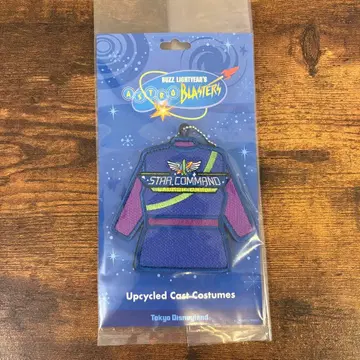 BUZZ LIGHTYEAR'S
ASTRO BLASTERS
STAR COMMAND
Upcycled Cast Costumes
Tokyo Disneyland